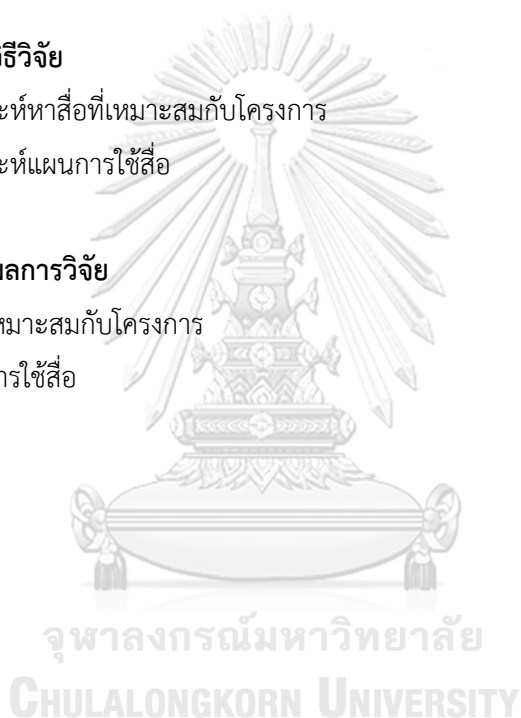 ธีวิจัย
ะห์หาสื่อที่เหมาะสมกับโครงการ
ะห์แผนการใช้สื่อ
ผลการวิจัย
หมาะสมกับโครงการ
ารใช้สื่อ
จุฬาลงกรณ์มหาวิทยาลัย
CHULALONGKORN UNIVERSITY